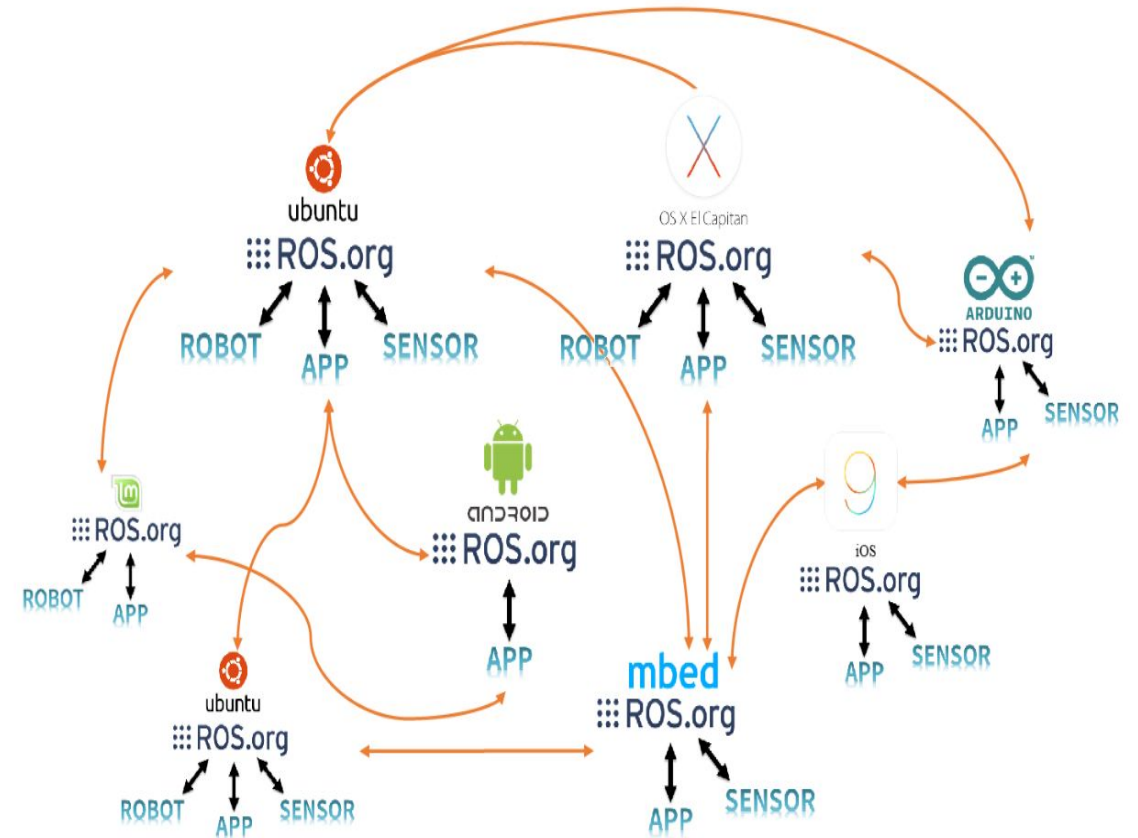 ubuntu
ROS.org
ROBOT
APP
SENSOR
OS X El Capitan
ROS.org
ROBOT
APP
SENSOR
ARDUINO
ROS.org
APP
SENSOR
lm
ROS.org
ROBOT
APP
ANDROID
ROS.org
APP
9
iOS
ROS.org
APP
SENSOR
ubuntu
ROS.org
ROBOT
APP
SENSOR
mbed
ROS.org
APP
SENSOR